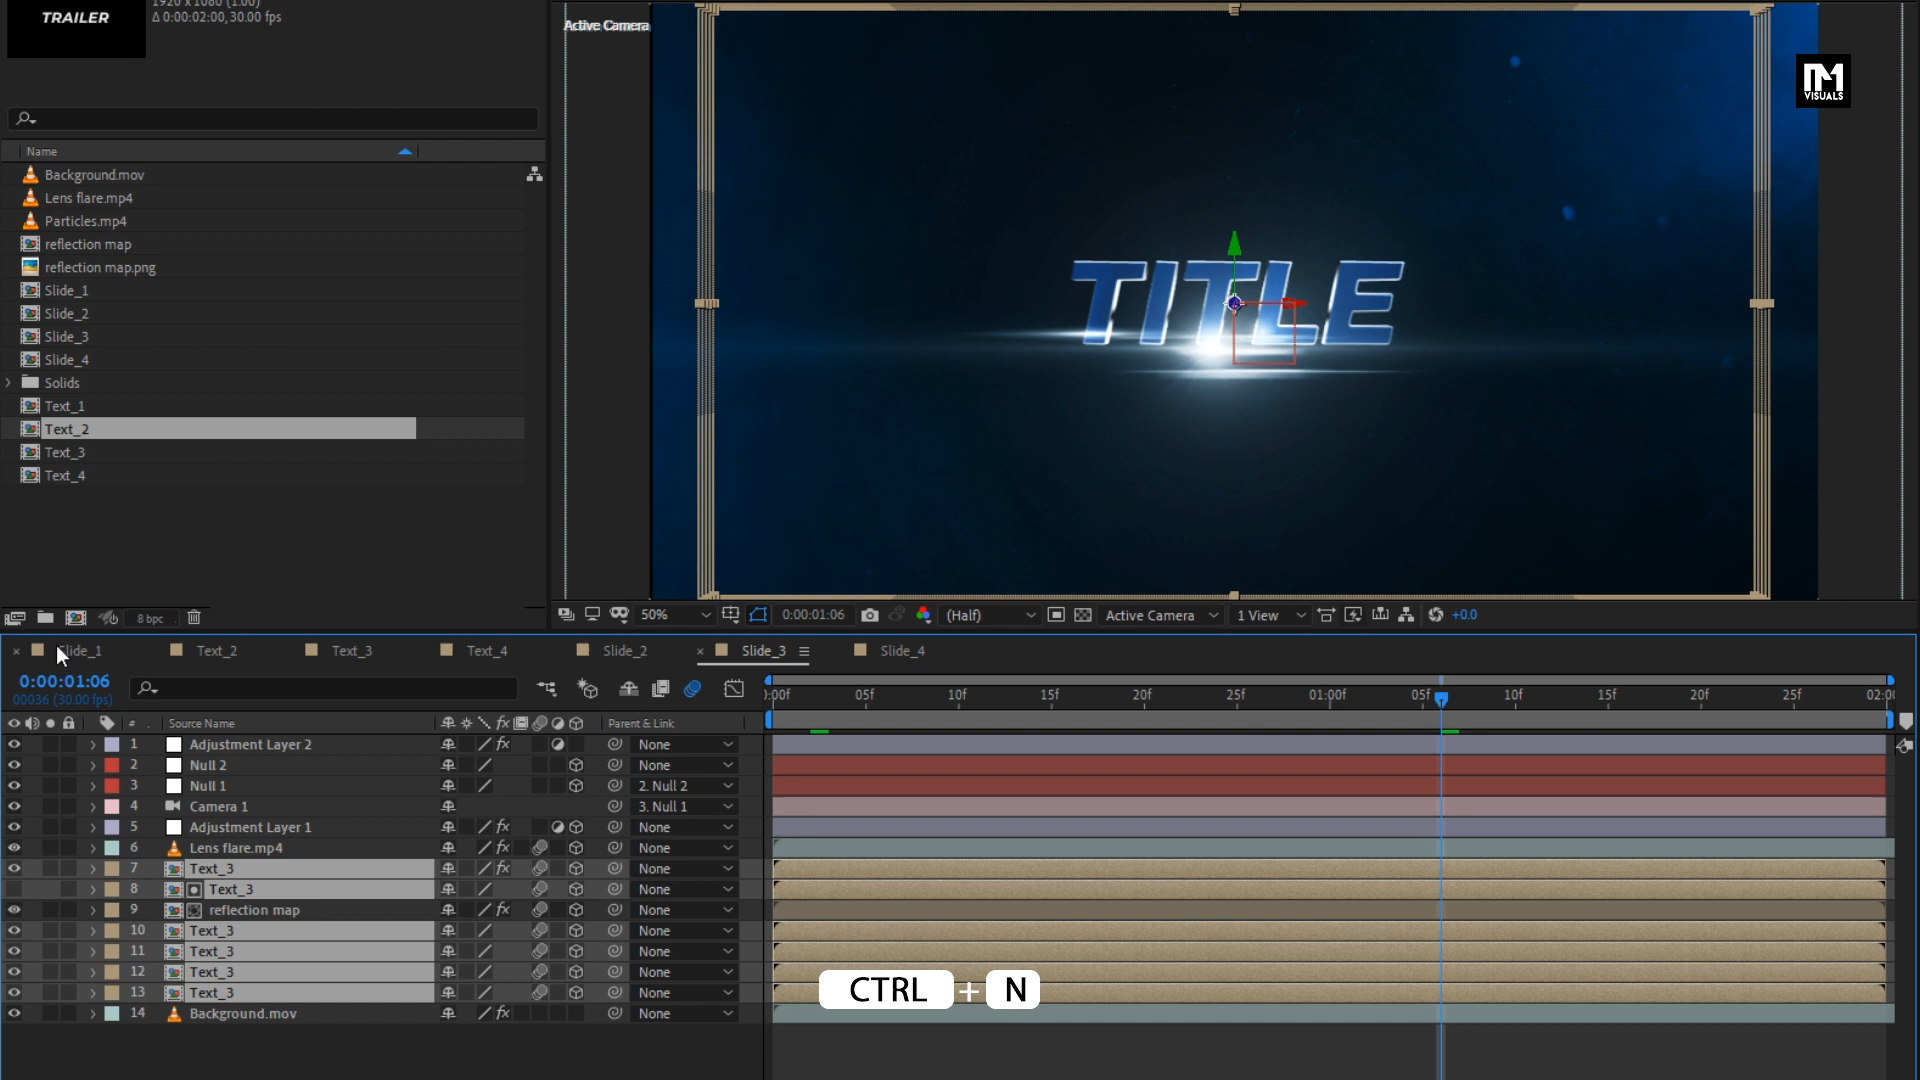 TRAILER
1920 x 1080 (1.00)
Δ 0:00:02:00, 30.00 fps
Active Camera
M
VISUALS
TITLE
Name
Background.mov
Lens flare.mp4
Particles.mp4
reflection map
reflection map.png
Slide_1
Slide_2
Slide_3
Slide_4
Solids
Text_1
Text_2
Text_3
Text_4
8 bpc
50%
0:00:01:06
(Half)
Active Camera
1 View
+0.0
Slide_1
Text_2
Text_3
Text_4
Slide_2
Slide_3
Slide_4
0:00:01:06
00036 (30.00 fps)
):00f 05f 10f 15f 20f 25f 01:00f 05f 10f 15f 20f 25f 02:00
# . Source Name Parent & Link
1 Adjustment Layer 2 None
2 Null 2 None
3 Null 1 2. Null 2
4 Camera 1 3. Null 1
5 Adjustment Layer 1 None
6 Lens flare.mp4 None
7 Text_3 None
8 Text_3 None
9 reflection map None
10 Text_3 None
11 Text_3 None
12 Text_3 None
13 Text_3 None
14 Background.mov None
CTRL + N